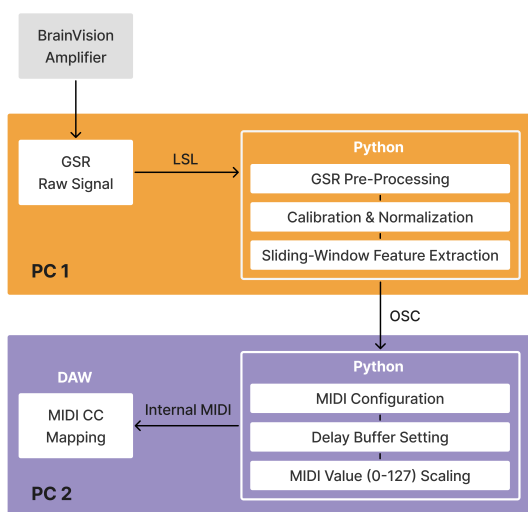 BrainVision
Amplifier
GSR
Raw Signal
LSL
Python
GSR Pre-Processing
Calibration & Normalization
Sliding-Window Feature Extraction
PC 1
OSC
DAW
MIDI CC
Mapping
Internal MIDI
Python
MIDI Configuration
Delay Buffer Setting
MIDI Value (0-127) Scaling
PC 2